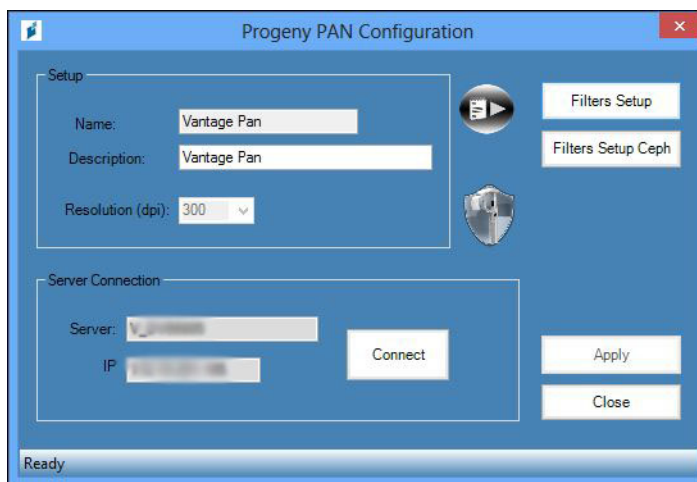 Progeny PAN Configuration
Setup
Name: Vantage Pan
Description: Vantage Pan
Resolution (dpi): 300
Filters Setup
Filters Setup Ceph
Server Connection
Server:
IP
Connect
Apply
Close
Ready